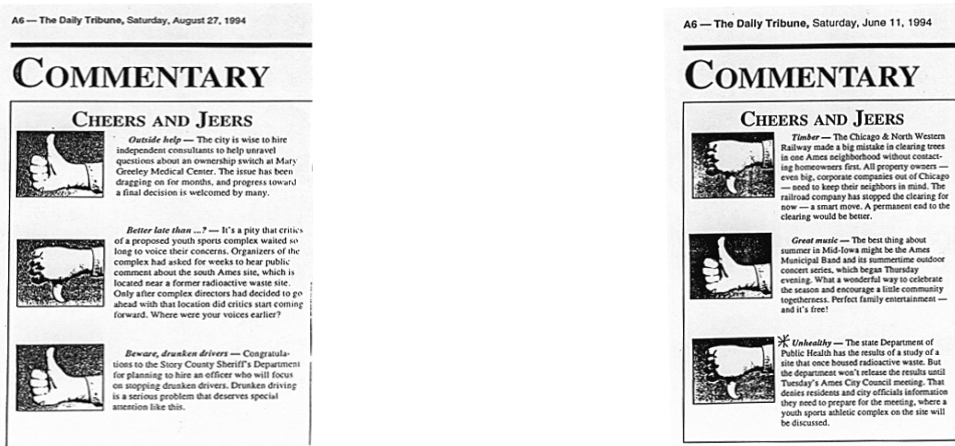 A6 — The Daily Tribune, Saturday, August 27, 1994
COMMENTARY
CHEERS AND JEERS
Outside help — The city is wise to hire
independent consultants to help unravel
questions about an ownership switch at Mary
Greeley Medical Center. The issue has been
dragging on for months, and progress toward
a final decision is welcomed by many.
Better late than ...? — It's a pity that critics
of a proposed youth sports complex waited so
long to voice their concerns. Organizers of the
complex had asked for weeks to hear public
comment about the south Ames site, which is
located near a former radioactive waste site.
Only after complex directors had decided to go
ahead with that location did critics start coming
forward. Where were your voices earlier?
Beware, drunken drivers — Congratula-
tions to the Story County Sheriff's Department
for planning to hire an officer who will focus
on stopping drunken drivers. Drunken driving
is a serious problem that deserves special
attention like this.
A6 — The Daily Tribune, Saturday, June 11, 1994
COMMENTARY
CHEERS AND JEERS
Timber — The Chicago & North Western
Railway made a big mistake in clearing trees
in one Ames neighborhood without contact-
ing homeowners first. All property owners —
even big, corporate companies out of Chicago
— need to keep their neighbors in mind. The
railroad company has stopped the clearing for
now — a smart move. A permanent end to the
clearing would be better.
Great music — The best thing about
summer in Mid-Iowa might be the Ames
Municipal Band and its summertime outdoor
concert series, which began Thursday
evening. What a wonderful way to celebrate
the season and encourage a little community
togetherness. Perfect family entertainment —
and it's free!
* Unhealthy — The state Department of
Public Health has the results of a study of a
site that once housed radioactive waste. But
the department won't release the results until
Tuesday's Ames City Council meeting. That
denies residents and city officials information
they need to prepare for the meeting, where a
youth sports athletic complex on the site will
be discussed.